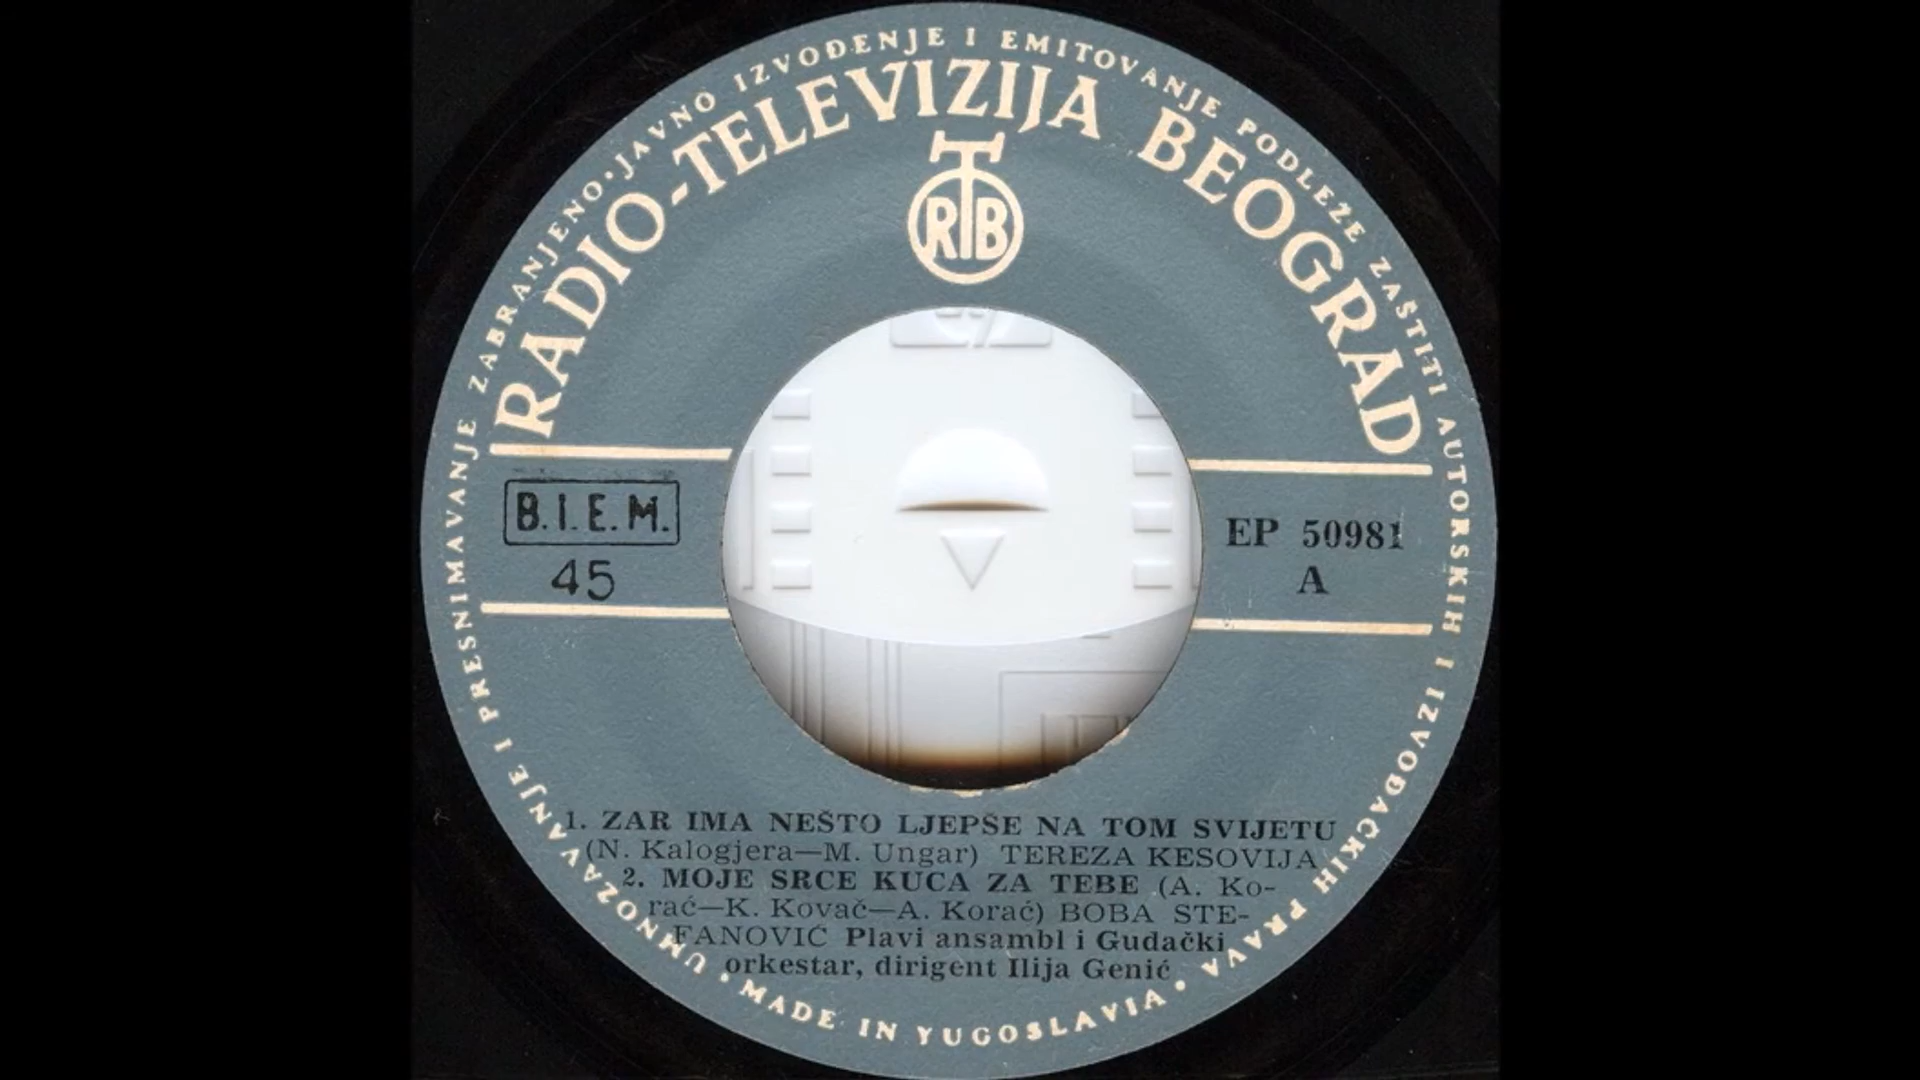 UMNOŽAVANJE I PRESNIMAVANJE ZABRANJENO • JAVNO IZVOĐENJE I EMITOVANJE PODLEŽE ZAŠTITI AUTORSKIH I IZVOĐAČKIH PRAVA •
RADIO-TELEVIZIJA BEOGRAD
RTB
B.I.E.M.
45
EP 50981
A
1. ZAR IMA NEŠTO LJEPŠE NA TOM SVIJETU
(N. Kalogjera—M. Ungar) TEREZA KESOVIJA
2. MOJE SRCE KUCA ZA TEBE (A. Ko-
rać—K. Kovač—A. Korać) BOBA STE-
FANOVIĆ Plavi ansambl i Gudački
orkestar, dirigent Ilija Genić
MADE IN YUGOSLAVIA •